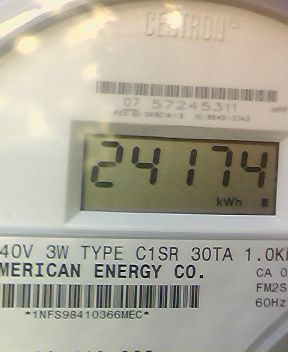 CENTRON®
07 57245311
24174
kWh
40V 3W TYPE C1SR 30TA 1.0K
MERICAN ENERGY CO.
CA 0
FM2S
60Hz
*1NFS98410366MEC*